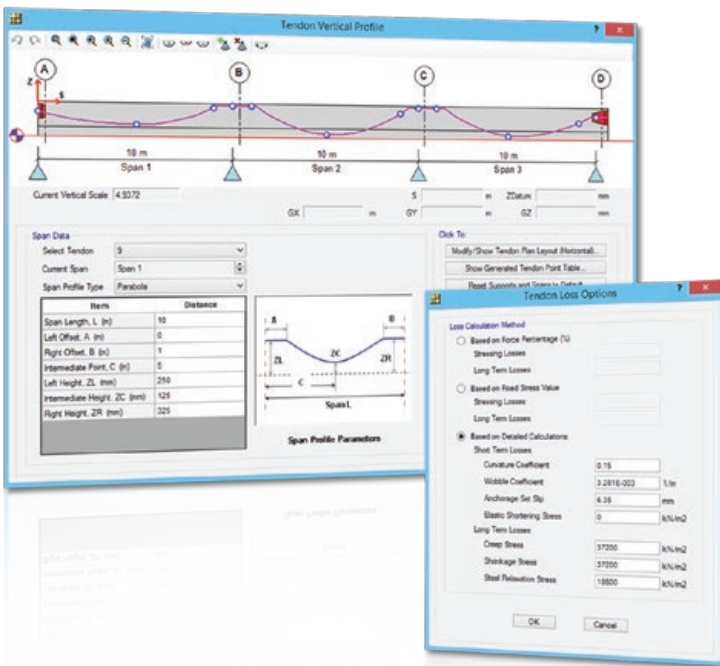 Tendon Vertical Profile
A B C D
Z
S
10 m 10 m 10 m
Span 1 Span 2 Span 3
Current Vertical Scale 4.9372
S m ZDatum mm
GX m GY m GZ mm
Span Data
Select Tendon 9
Current Span Span 1
Span Profile Type Parabola
Item Distance
Span Length, L (m) 10
Left Offset, A (m) 0
Right Offset, B (m) 1
Intermediate Point, C (m) 5
Left Height, ZL (mm) 250
Intermediate Height, ZC (mm) 125
Right Height, ZR (mm) 325
A B
ZL ZC ZR
C
Span L
Span Profile Parameters
Click To:
Modify/Show Tendon Plan Layout (Horizontal)...
Show Generated Tendon Point Table...
Reset Supports and Spans to Default
Tendon Loss Options
Loss Calculation Method
Based on Force Percentage (%)
Stressing Losses
Long Term Losses
Based on Fixed Stress Value
Stressing Losses
Long Term Losses
Based on Detailed Calculations
Short Term Losses
Curvature Coefficient 0.15
Wobble Coefficient 3.281E-003 1/m
Anchorage Set Slip 6.35 mm
Elastic Shortening Stress 0 kN/m2
Long Term Losses
Creep Stress 37200 kN/m2
Shrinkage Stress 37200 kN/m2
Steel Relaxation Stress 18600 kN/m2
OK Cancel